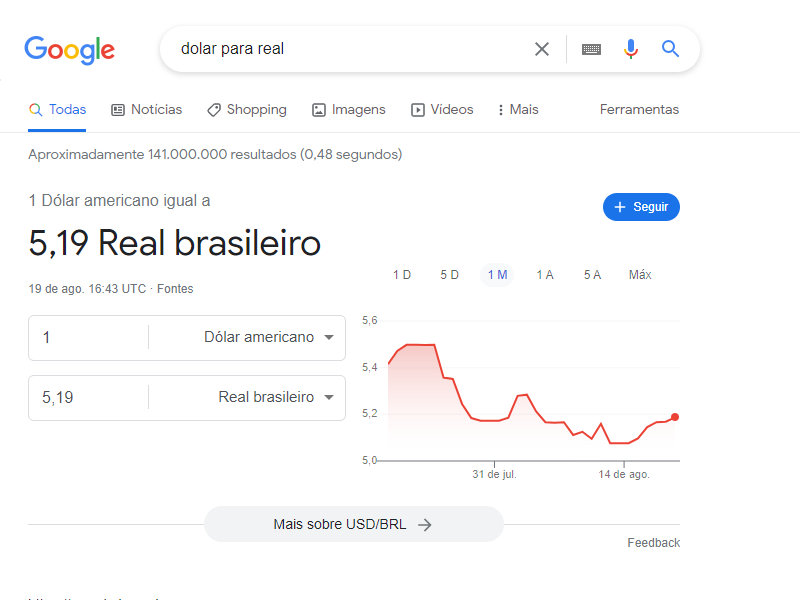 Google
dolar para real
Todas Notícias Shopping Imagens Vídeos Mais Ferramentas
Aproximadamente 141.000.000 resultados (0,48 segundos)
1 Dólar americano igual a
Seguir
5,19 Real brasileiro
1 D 5 D 1 M 1 A 5 A Máx
19 de ago. 16:43 UTC · Fontes
1 Dólar americano
5,19 Real brasileiro
5,6
5,4
5,2
5,0
31 de jul. 14 de ago.
Mais sobre USD/BRL
Feedback